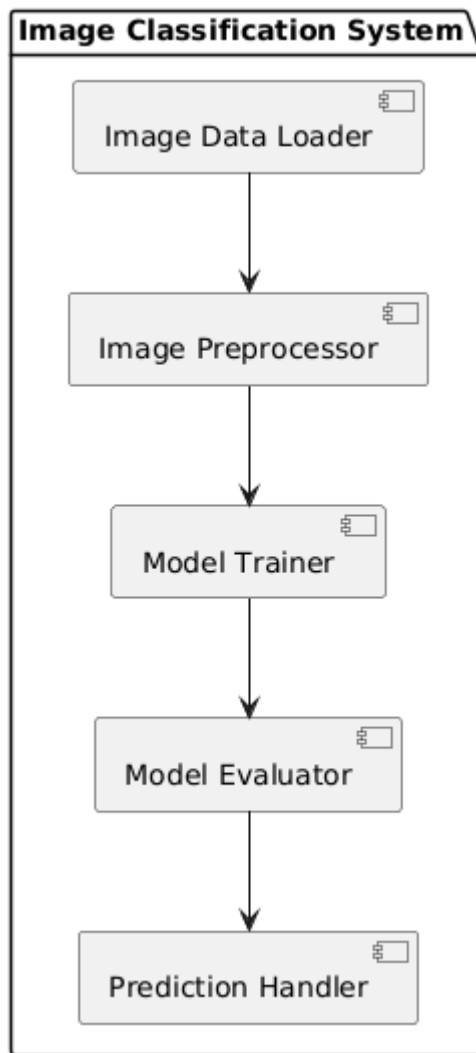 Image Classification System
Image Data Loader
Image Preprocessor
Model Trainer
Model Evaluator
Prediction Handler